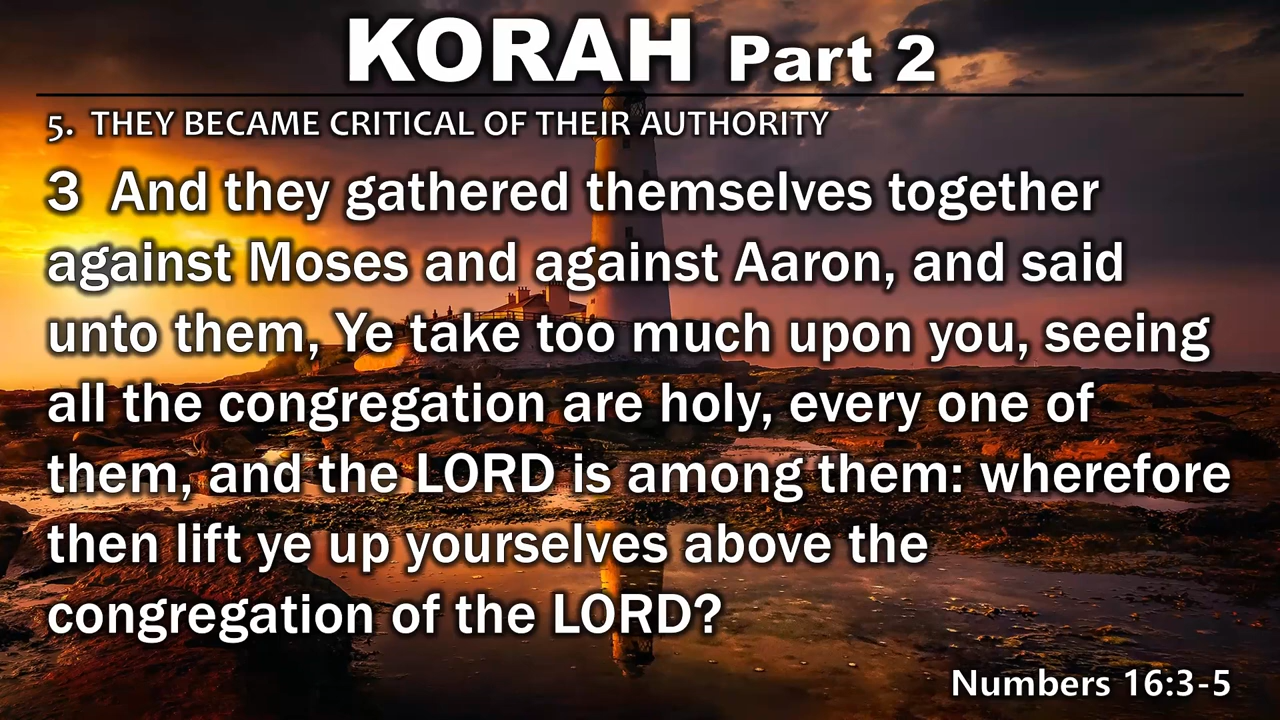 KORAH Part 2
5. THEY BECAME CRITICAL OF THEIR AUTHORITY
3 And they gathered themselves together
against Moses and against Aaron, and said
unto them, Ye take too much upon you, seeing
all the congregation are holy, every one of
them, and the LORD is among them: wherefore
then lift ye up yourselves above the
congregation of the LORD?
Numbers 16:3-5